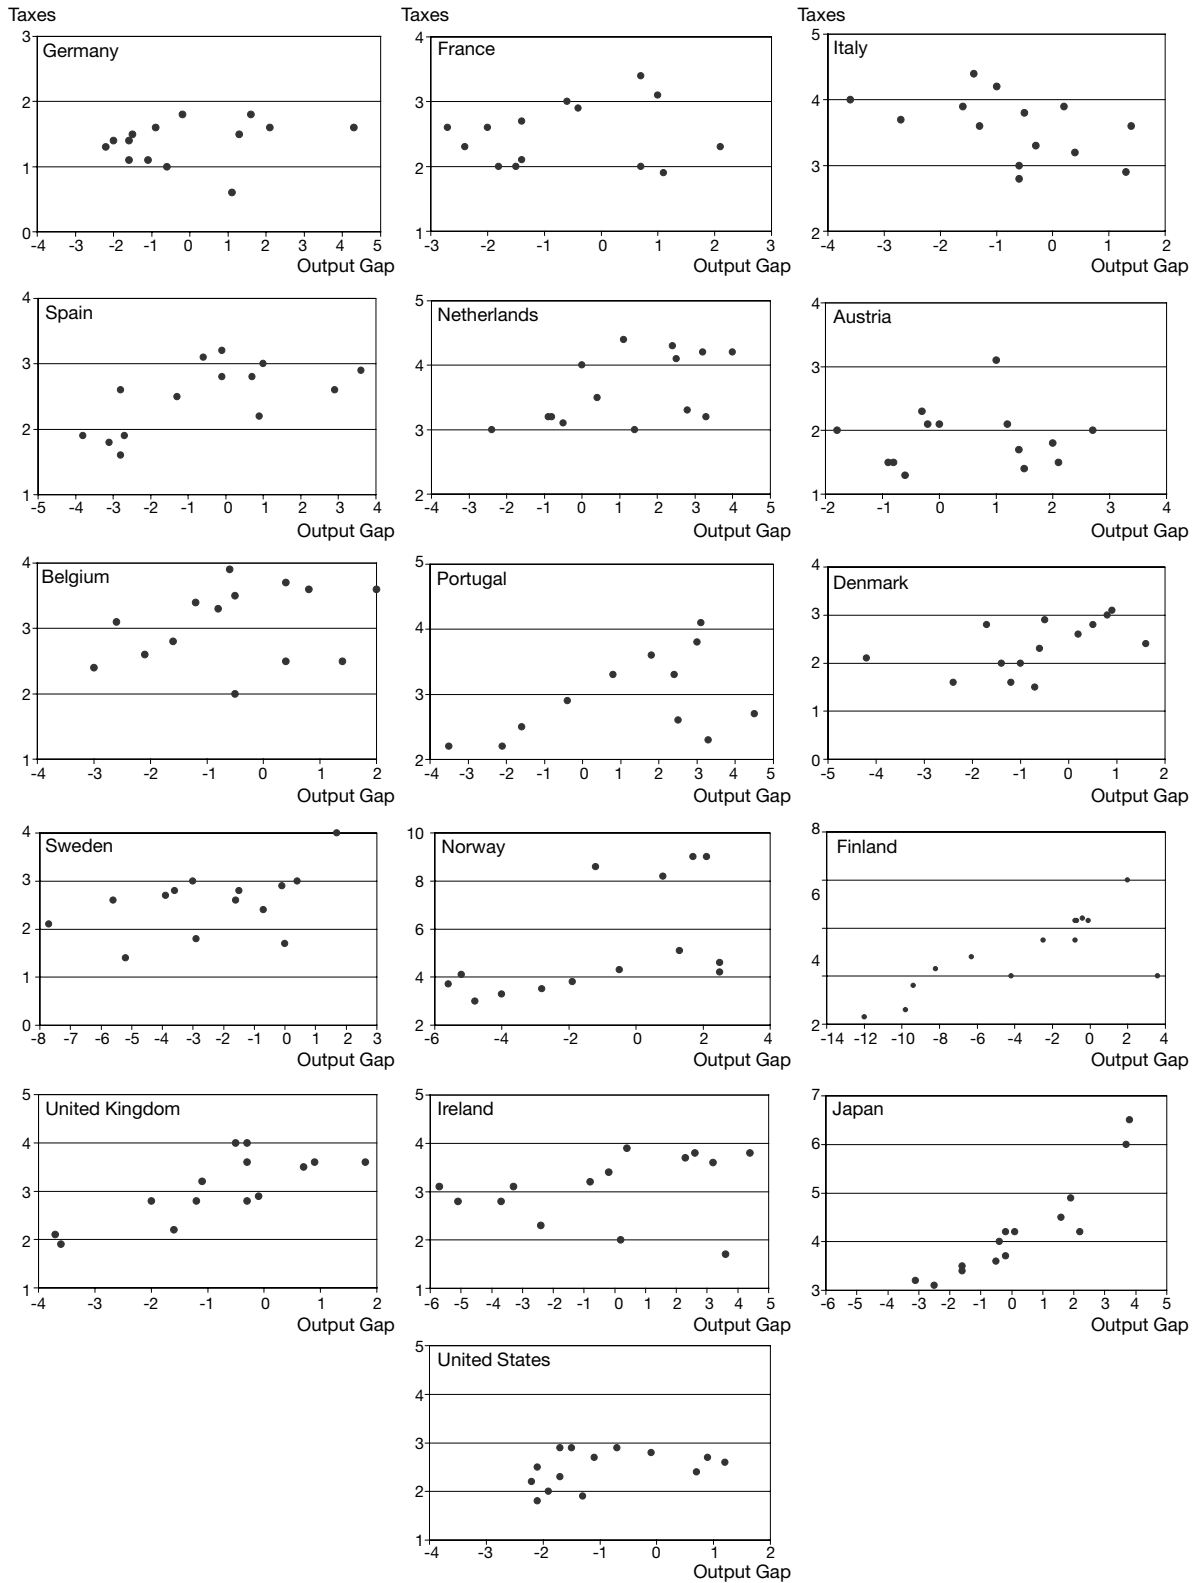 Taxes Taxes Taxes
3 4 5
Germany France Italy
2 3 4
1 2 3
0 1 2
-4 -3 -2 -1 0 1 2 3 4 5 -3 -2 -1 0 1 2 3 -4 -3 -2 -1 0 1 2
Output Gap Output Gap Output Gap
4 5 4
Spain Netherlands Austria
3 4 3
2 3 2
1 2 1
-5 -4 -3 -2 -1 0 1 2 3 4 -4 -3 -2 -1 0 1 2 3 4 5 -2 -1 0 1 2 3 4
Output Gap Output Gap Output Gap
4 5 4
Belgium Portugal Denmark
3 4 3
2 3 2
1
1 2 0
-4 -3 -2 -1 0 1 2 -4 -3 -2 -1 0 1 2 3 4 5 -5 -4 -3 -2 -1 0 1 2
Output Gap Output Gap Output Gap
4 10 8
Sweden Norway Finland
3 8 6
2 6
1 4 4
0 2 2
-8 -7 -6 -5 -4 -3 -2 -1 0 1 2 3 -6 -4 -2 0 2 4 -14 -12 -10 -8 -6 -4 -2 0 2 4
Output Gap Output Gap Output Gap
5 5 7
United Kingdom Ireland Japan
4 4 6
3 3 5
2 2 4
1 1 3
-4 -3 -2 -1 0 1 2 -6 -5 -4 -3 -2 -1 0 1 2 3 4 5 -6 -5 -4 -3 -2 -1 0 1 2 3 4 5
Output Gap Output Gap Output Gap
5
United States
4
3
2
1
-4 -3 -2 -1 0 1 2
Output Gap